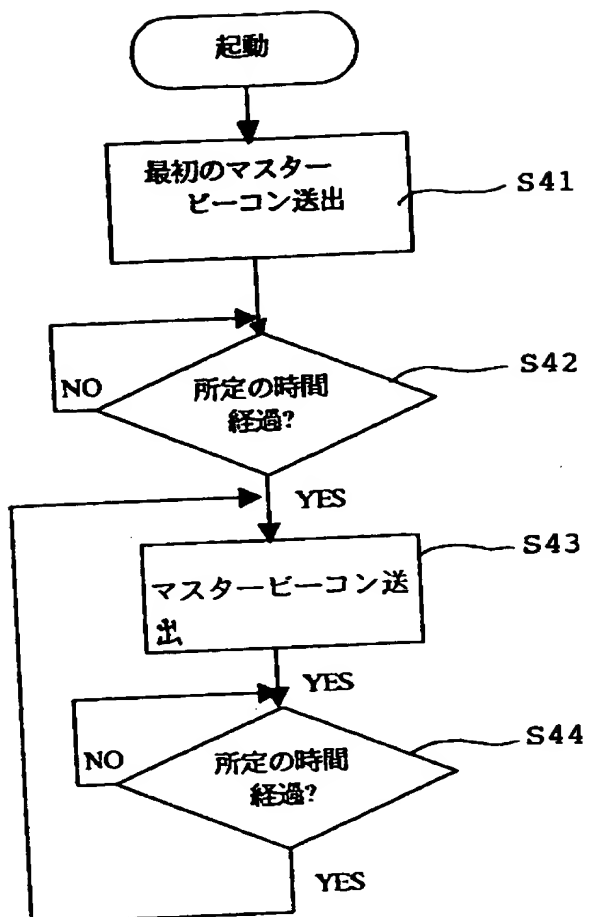 起動
最初のマスター
ビーコン送出
S41
S42
NO
所定の時間
経過?
YES
S43
マスタービーコン送
出
YES
S44
NO
所定の時間
経過?
YES